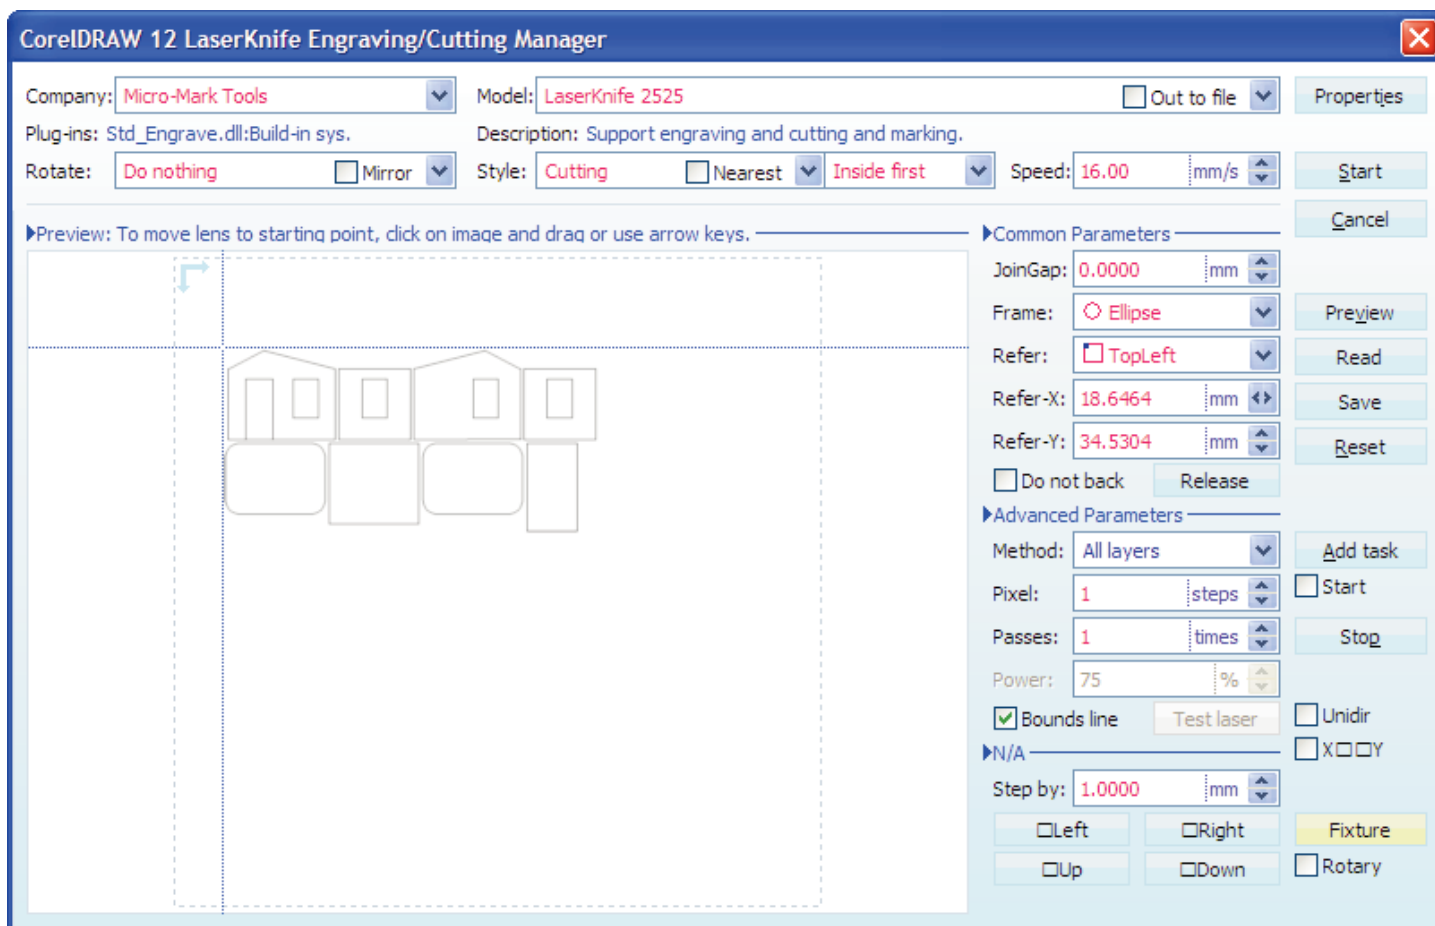 CorelDRAW 12 LaserKnife Engraving/Cutting Manager
Company: Micro-Mark Tools Model: LaserKnife 2525 Out to file Properties
Plug-ins: Std_Engrave.dll:Build-in sys. Description: Support engraving and cutting and marking.
Rotate: Do nothing Mirror Style: Cutting Nearest Inside first Speed: 16.00 mm/s Start
Cancel
Preview: To move lens to starting point, click on image and drag or use arrow keys. Common Parameters
JoinGap: 0.0000 mm
Frame: Ellipse Preview
Refer: TopLeft Read
Refer-X: 18.6464 mm Save
Refer-Y: 34.5304 mm Reset
Do not back Release
Advanced Parameters
Method: All layers Add task
Pixel: 1 steps Start
Passes: 1 times Stop
Power: 75 %
Bounds line Test laser Unidir
N/A X□□Y
Step by: 1.0000 mm
□Left □Right Fixture
□Up □Down Rotary